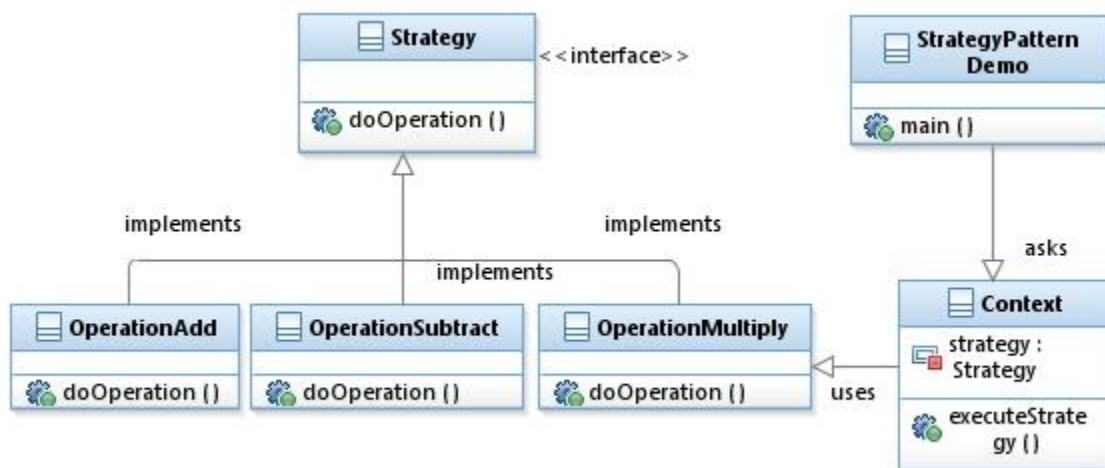 Strategy
<<interface>>
doOperation ()
StrategyPattern
Demo
main ()
implements
implements
implements
asks
OperationAdd
doOperation ()
OperationSubtract
doOperation ()
OperationMultiply
doOperation ()
uses
Context
strategy :
Strategy
executeStrate
gy ()